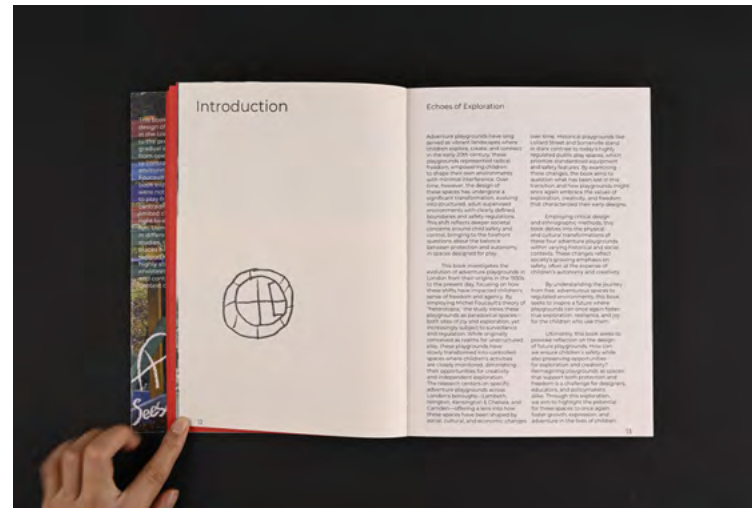 Introduction
12
Echoes of Exploration
Adventure playgrounds have long
served as vibrant landscapes where
children explore, create, and connect.
In the early 20th century, these
playgrounds represented radical
freedom, empowering children
to shape their own environments
with minimal interference. Over
time, however, the design of
these spaces has undergone a
significant transformation, evolving
into structured, adult-supervised
environments with clearly defined
boundaries and safety regulations.
This shift reflects deeper societal
concerns around child safety and
control, bringing to the forefront
questions about the balance
between protection and autonomy
in spaces designed for play.
This book investigates the
evolution of adventure playgrounds in
London from their origins in the
to the present day, focusing on how
these shifts have impacted children's
sense of freedom and agency. By
employing Michel Foucault's theory of
"heterotopia," the study views these
playgrounds as paradoxical spaces—
both sites of joy and exploration, yet
increasingly subject to surveillance
and regulation. While originally
conceived as realms for unstructured
play, these playgrounds have
slowly transformed into controlled
spaces where children's activities
are closely monitored, diminishing
their opportunities for creativity
and independent exploration.
The research centers on specific
adventure playgrounds across
London's boroughs—Lambeth,
Islington, Kensington & Chelsea, and
Camden—offering a lens into how
these spaces have been shaped by
social, cultural, and economic changes
over time. Historical playgrounds like
Lollard Street and Somerville stand
in stark contrast to today's highly
regulated public play spaces, which
prioritize standardized equipment
and safety features. By examining
these changes, the book aims to
question what has been lost in this
transition and how playgrounds might
once again embrace the values of
exploration, creativity, and freedom
that characterized their early designs.
Employing critical design
and ethnographic methods, this
book delves into the physical
and cultural transformations of
these four adventure playgrounds
within varying historical and social
contexts. These changes reflect
society's growing emphasis on
safety, often at the expense of
children's autonomy and creativity.
By understanding the journey
from free, adventurous spaces to
regulated environments, this book
seeks to inspire a future where
playgrounds can once again foster
true exploration, resilience, and joy
for the children who use them.
Ultimately, this book seeks to
provoke reflection on the design
of future playgrounds. How can
we ensure children's safety while
also preserving opportunities
for exploration and creativity?
Reimagining playgrounds as spaces
that support both protection and
freedom is a challenge for designers,
educators, and policymakers
alike. Through this exploration,
we aim to highlight the potential
for these spaces to once again
foster growth, expression, and
adventure in the lives of children.
13